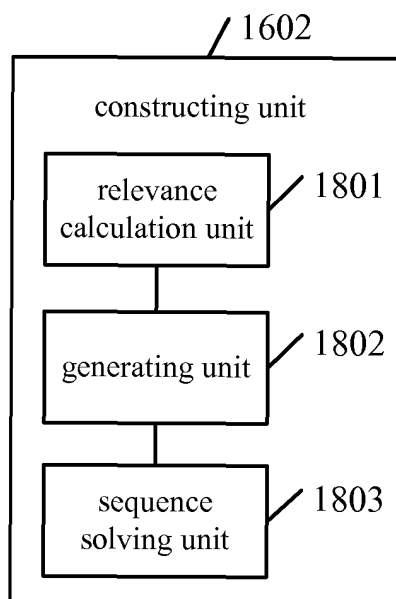 1602
constructing unit
relevance
calculation unit
1801
generating unit
1802
sequence
solving unit
1803